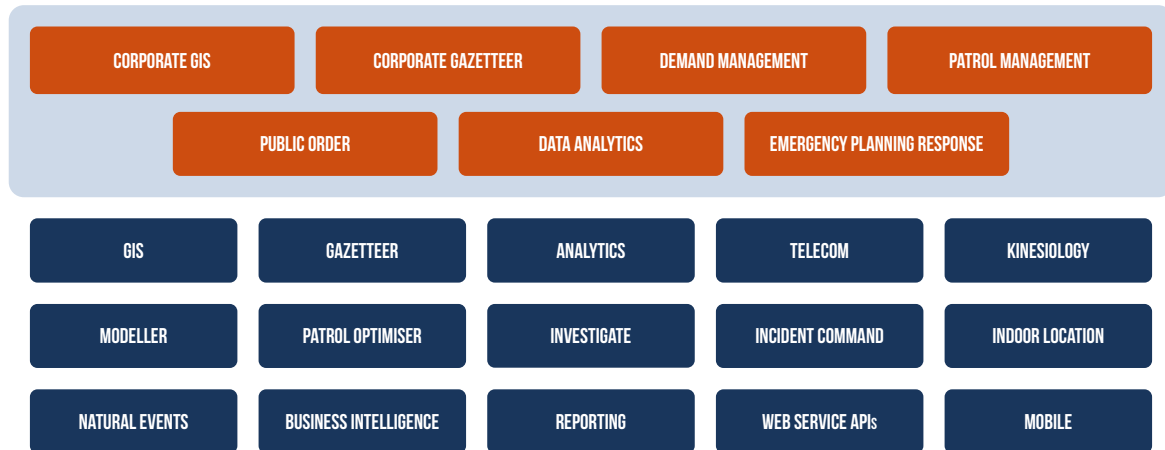 CORPORATE GIS
CORPORATE GAZETTEER
DEMAND MANAGEMENT
PATROL MANAGEMENT
PUBLIC ORDER
DATA ANALYTICS
EMERGENCY PLANNING RESPONSE
GIS
GAZETTEER
ANALYTICS
TELECOM
KINESIOLOGY
MODELLER
PATROL OPTIMISER
INVESTIGATE
INCIDENT COMMAND
INDOOR LOCATION
NATURAL EVENTS
BUSINESS INTELLIGENCE
REPORTING
WEB SERVICE APIs
MOBILE